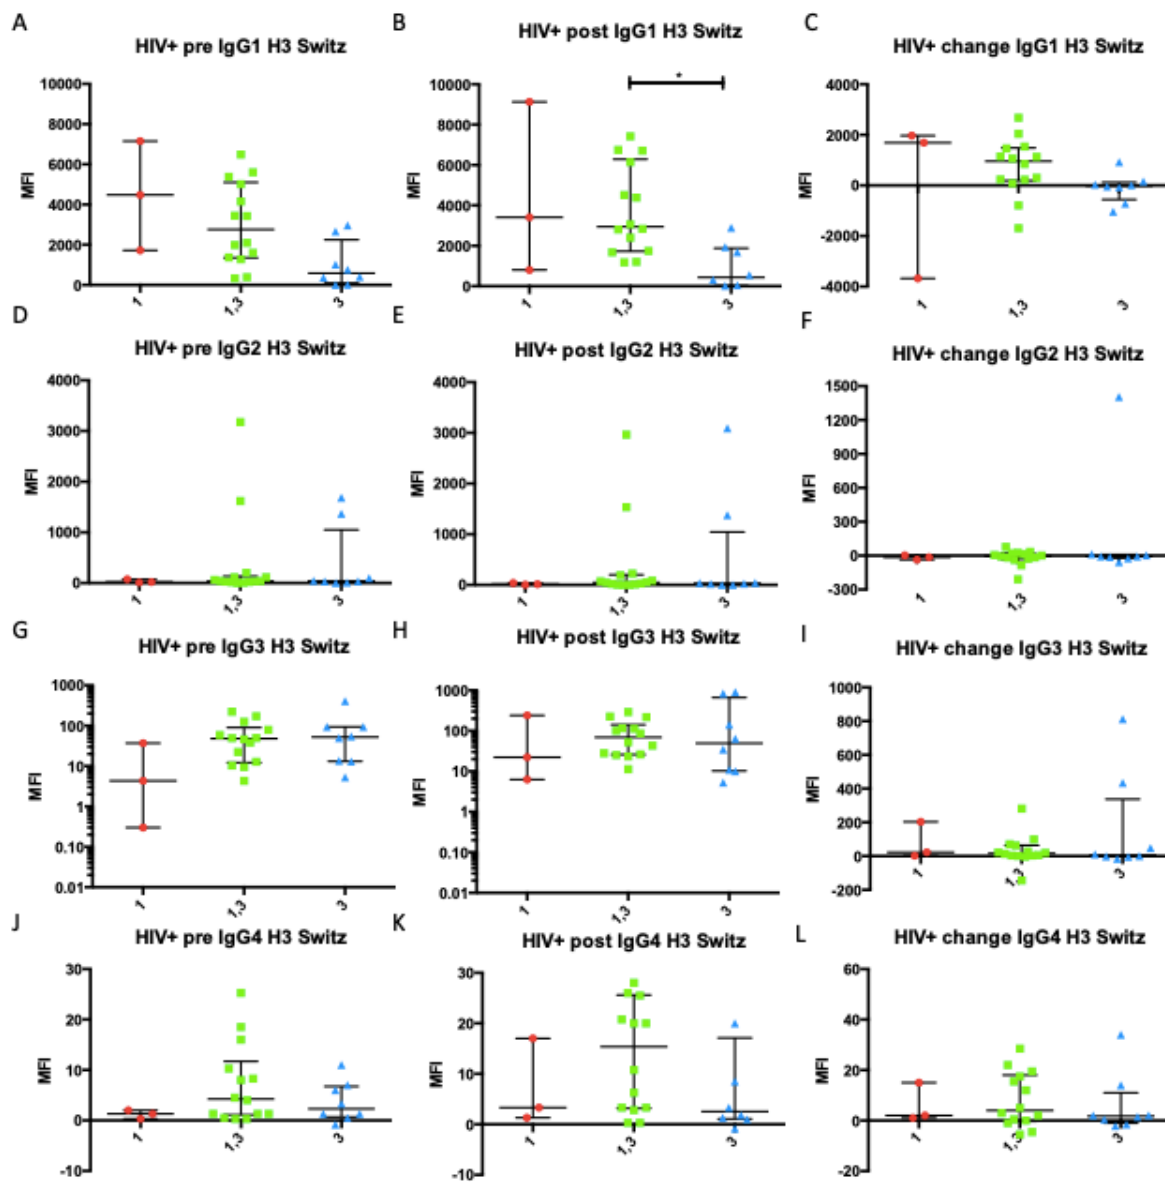 A
HIV+ pre IgG1 H3 Switz
10000
8000
6000
4000
2000
0
MFI
1
1,3
3
B
HIV+ post IgG1 H3 Switz
*
10000
8000
6000
4000
2000
0
MFI
1
1,3
3
C
HIV+ change IgG1 H3 Switz
4000
2000
0
-2000
-4000
MFI
1
1,3
3
D
HIV+ pre IgG2 H3 Switz
4000
3000
2000
1000
0
MFI
1
1,3
3
E
HIV+ post IgG2 H3 Switz
4000
3000
2000
1000
0
MFI
1
1,3
3
F
HIV+ change IgG2 H3 Switz
1500
1200
900
600
300
0
-300
MFI
1
1,3
3
G
HIV+ pre IgG3 H3 Switz
1000
100
10
1
0.10
0.01
MFI
1
1,3
3
H
HIV+ post IgG3 H3 Switz
1000
100
10
1
0.10
0.01
MFI
1
1,3
3
I
HIV+ change IgG3 H3 Switz
1000
800
600
400
200
0
-200
MFI
1
1,3
3
J
HIV+ pre IgG4 H3 Switz
30
20
10
0
-10
MFI
1
1,3
3
K
HIV+ post IgG4 H3 Switz
30
20
10
0
-10
MFI
1
1,3
3
L
HIV+ change IgG4 H3 Switz
60
40
20
0
-20
MFI
1
1,3
3